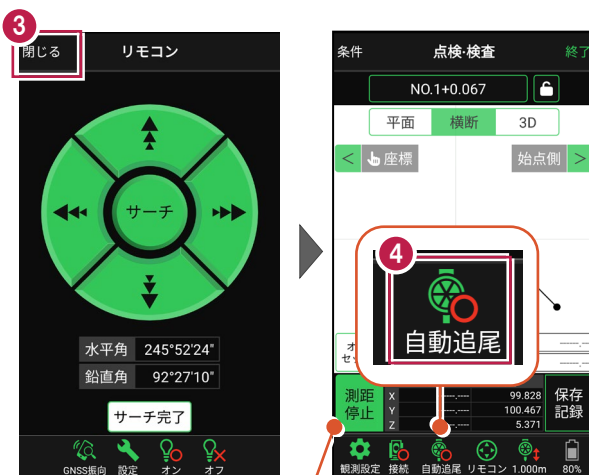 3
閉じる
リモコン
サーチ
水平角 245°52'24"
鉛直角 92°27'10"
サーチ完了
GNSS振向 設定 オン オフ
条件 点検·検査 終了
NO.1+0.067
平面 横断 3D
< 座標 始点側 >
4
自動追尾
測距
停止
X ----.---- 99.828
Y ----.---- 100.467
Z ----.---- 5.371
保存
記録
観測設定 接続 自動追尾 リモコン 1.000m 80%